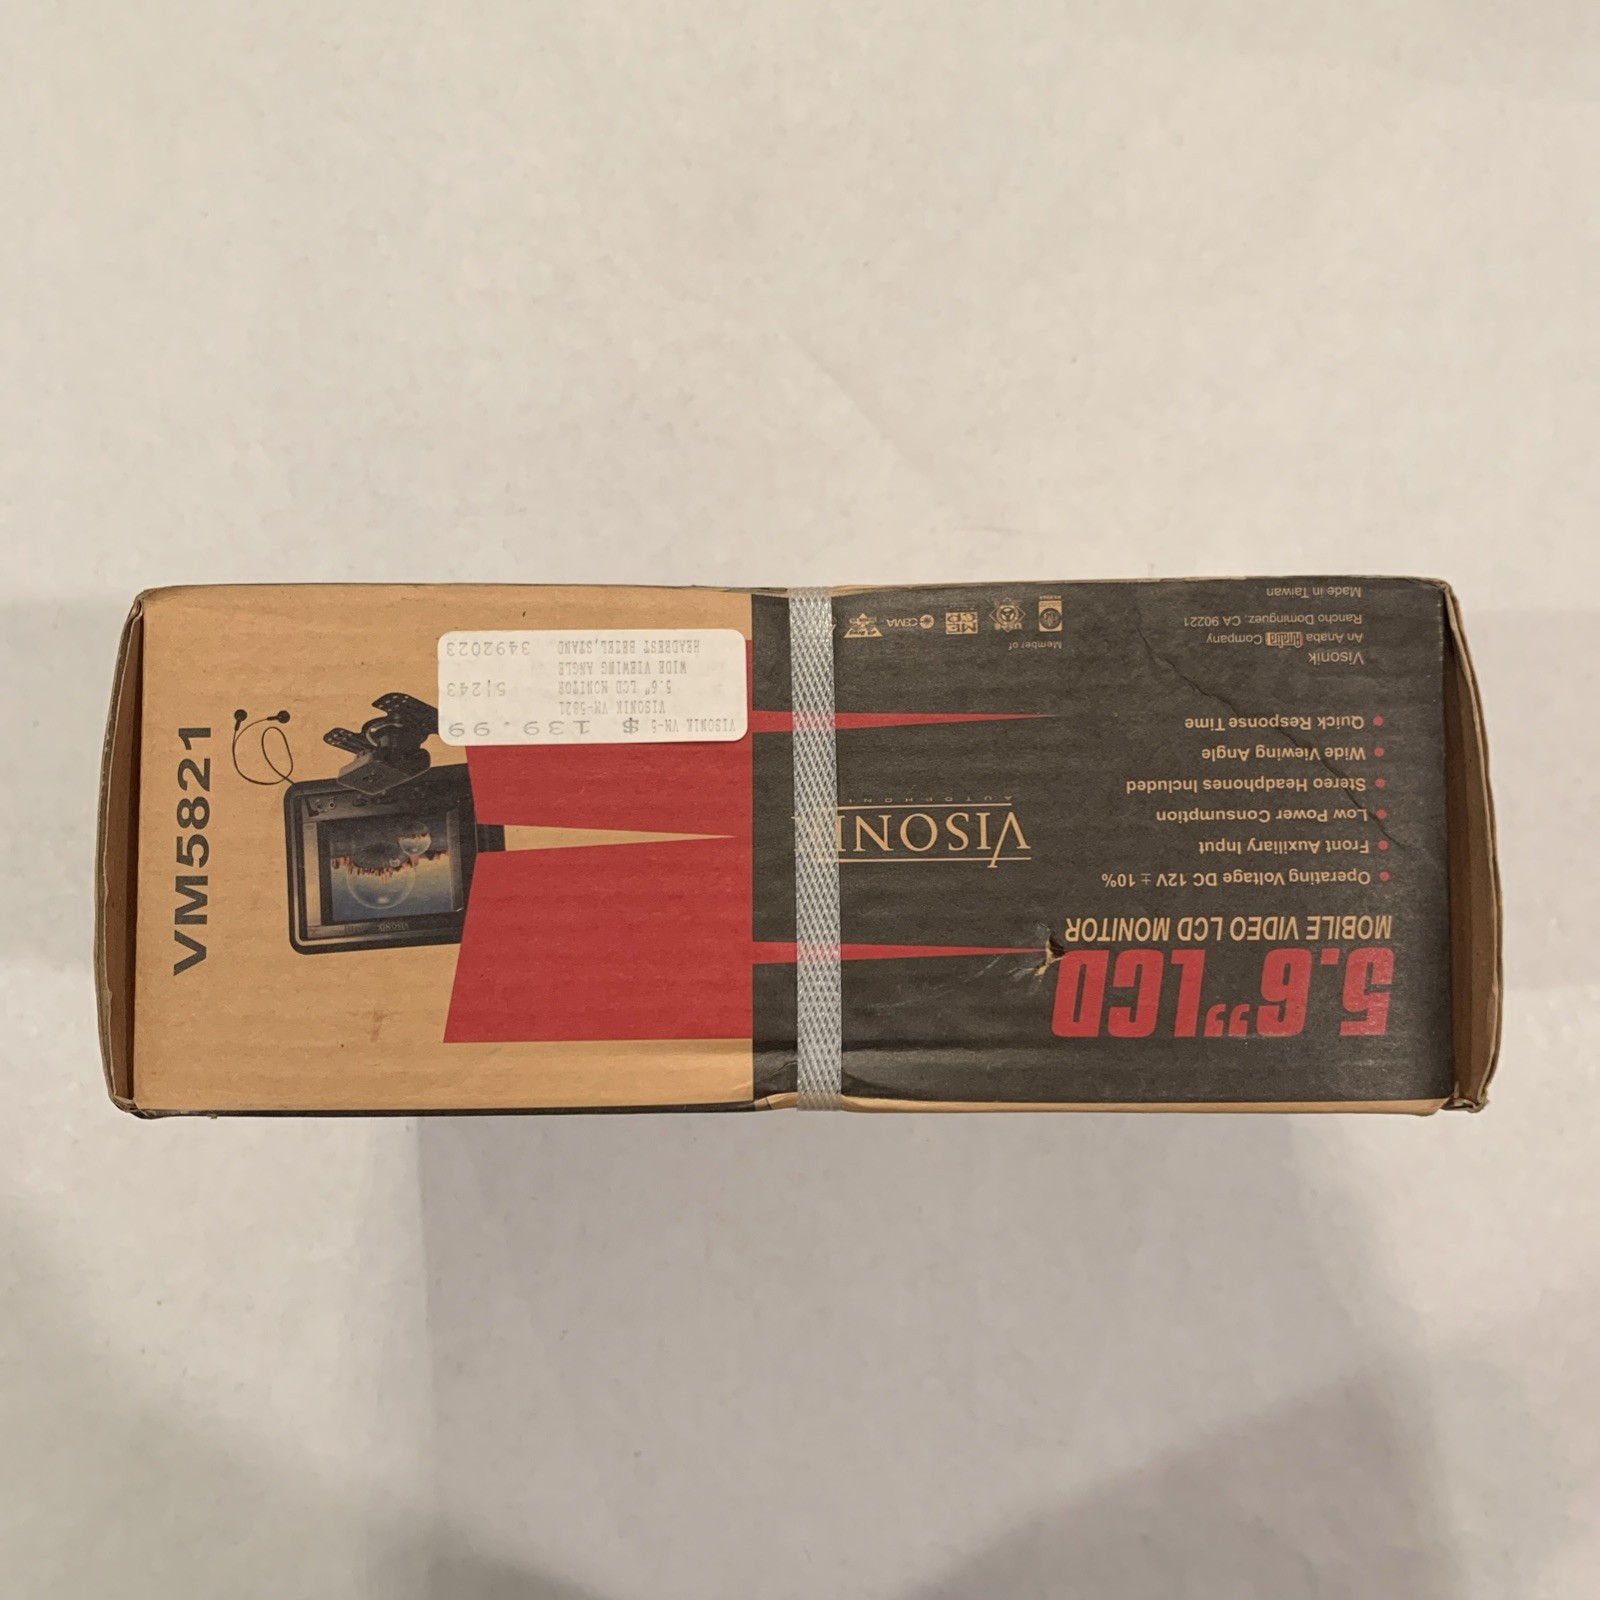 5.6"LCD
MOBILE VIDEO LCD MONITOR
Operating Voltage DC 12V ± 10%
Front Auxiliary Input
Low Power Consumption
Stereo Headphones Included
Wide Viewing Angle
Quick Response Time
Visonik
An Anaba Audio Company
Rancho Dominguez, CA 90221
Made in Taiwan
Member of
CEMA
VISONI
VISONIK VM-5 $ 139.99
VISONIK VM-5821
5.6" LCD MONITOR 5|243
WIDE VIEWING ANGLE
HEADREST BEZEL,STAND 3492023
VM5821
VISONIK